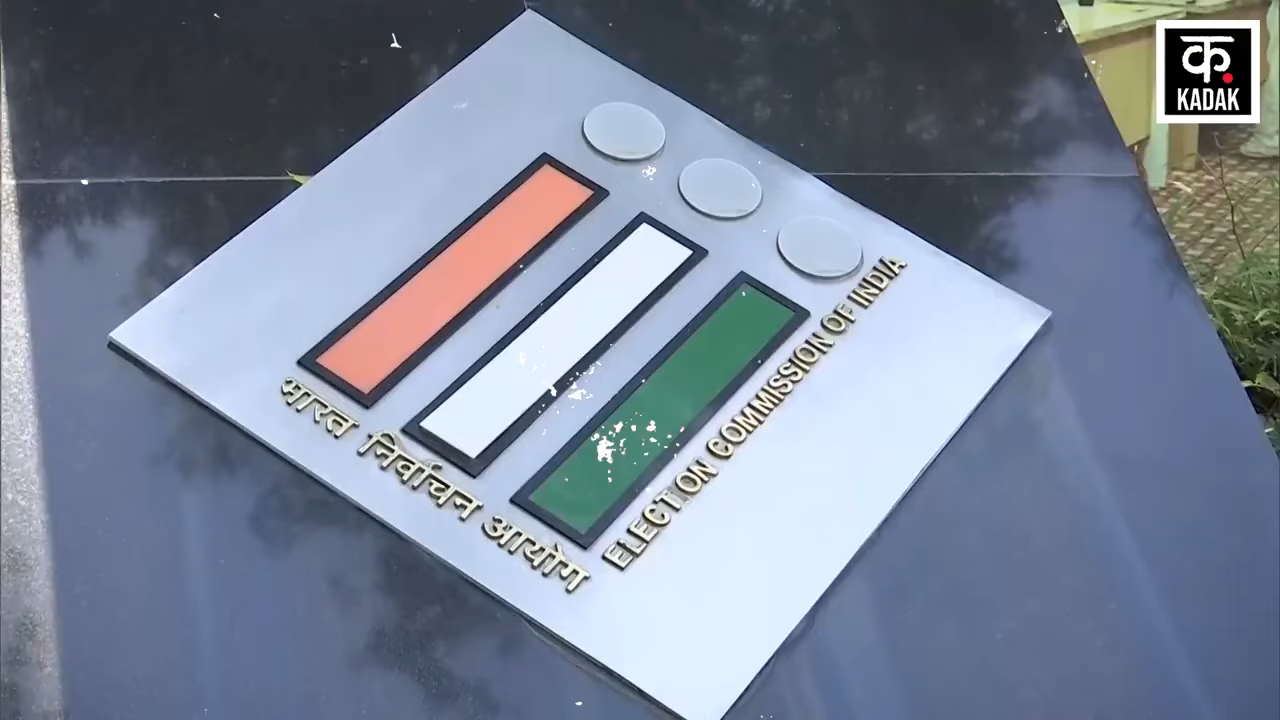 भारत निर्वाचन आयोग
ELECTION COMMISSION OF INDIA
क.
KADAK